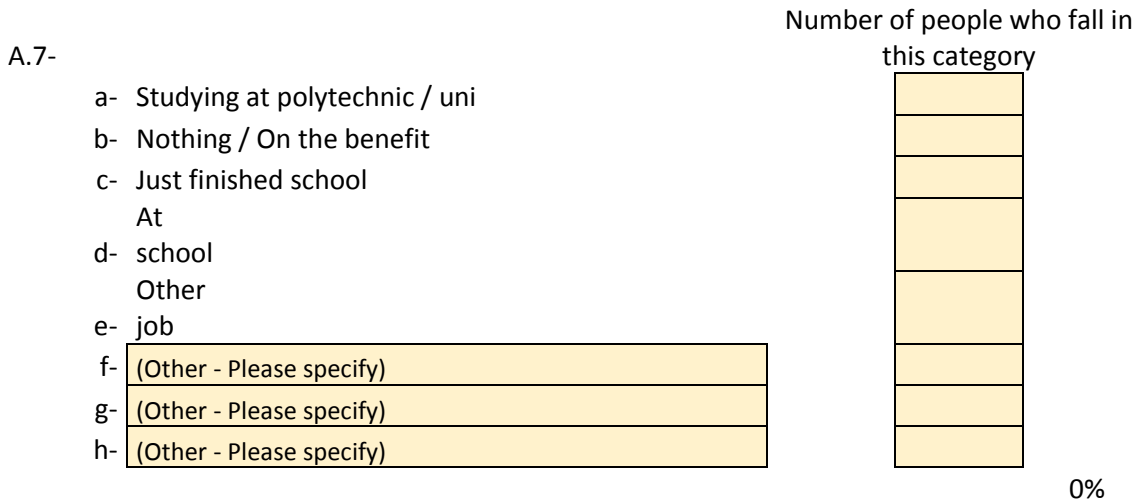 Number of people who fall in
A.7- this category
a- Studying at polytechnic / uni
b- Nothing / On the benefit
c- Just finished school
At
d- school
Other
e- job
f- (Other - Please specify)
g- (Other - Please specify)
h- (Other - Please specify)
0%